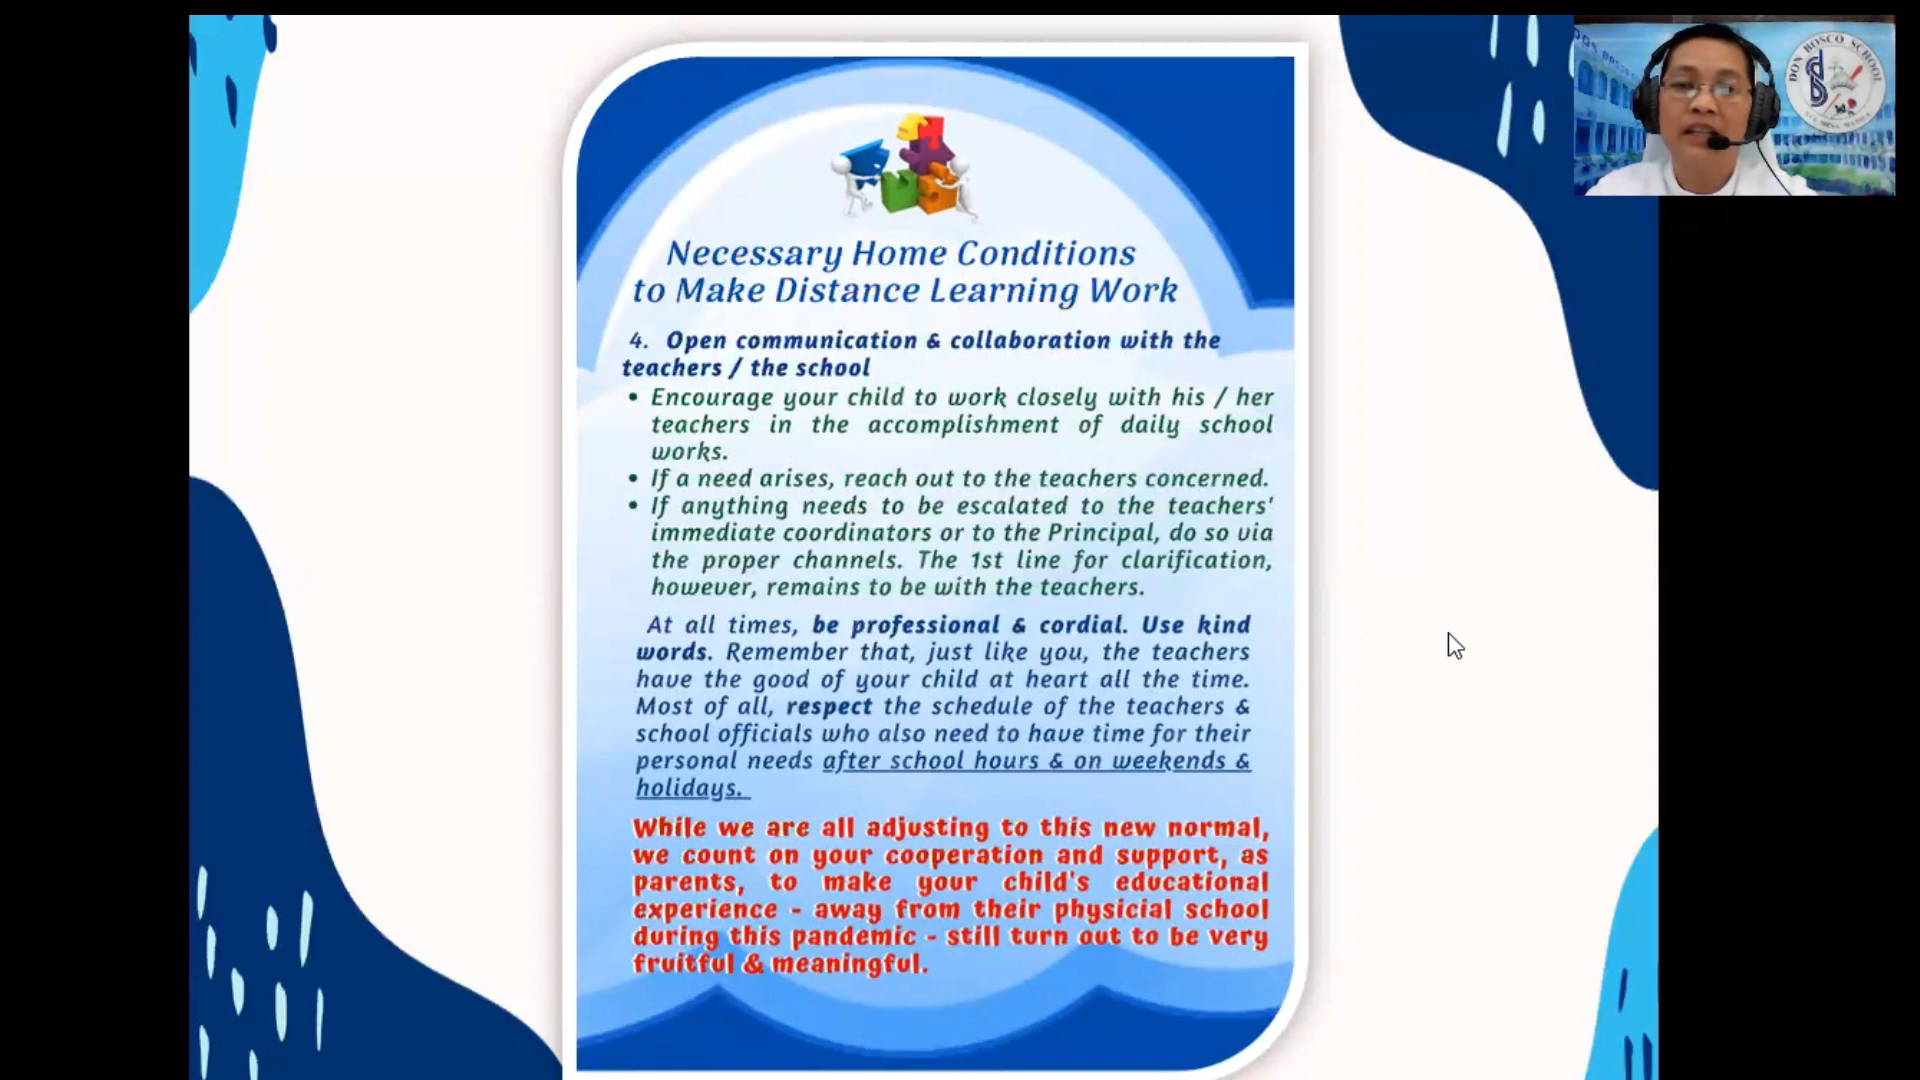 Necessary Home Conditions
to Make Distance Learning Work
4. Open communication & collaboration with the
teachers / the school
• Encourage your child to work closely with his / her
teachers in the accomplishment of daily school
works.
• If a need arises, reach out to the teachers concerned.
• If anything needs to be escalated to the teachers'
immediate coordinators or to the Principal, do so via
the proper channels. The 1st line for clarification,
however, remains to be with the teachers.
At all times, be professional & cordial. Use kind
words. Remember that, just like you, the teachers
have the good of your child at heart all the time.
Most of all, respect the schedule of the teachers &
school officials who also need to have time for their
personal needs after school hours & on weekends &
holidays.
While we are all adjusting to this new normal,
we count on your cooperation and support, as
parents, to make your child's educational
experience - away from their physicial school
during this pandemic - still turn out to be very
fruitful & meaningful.
DON BOSCO SCHOOL